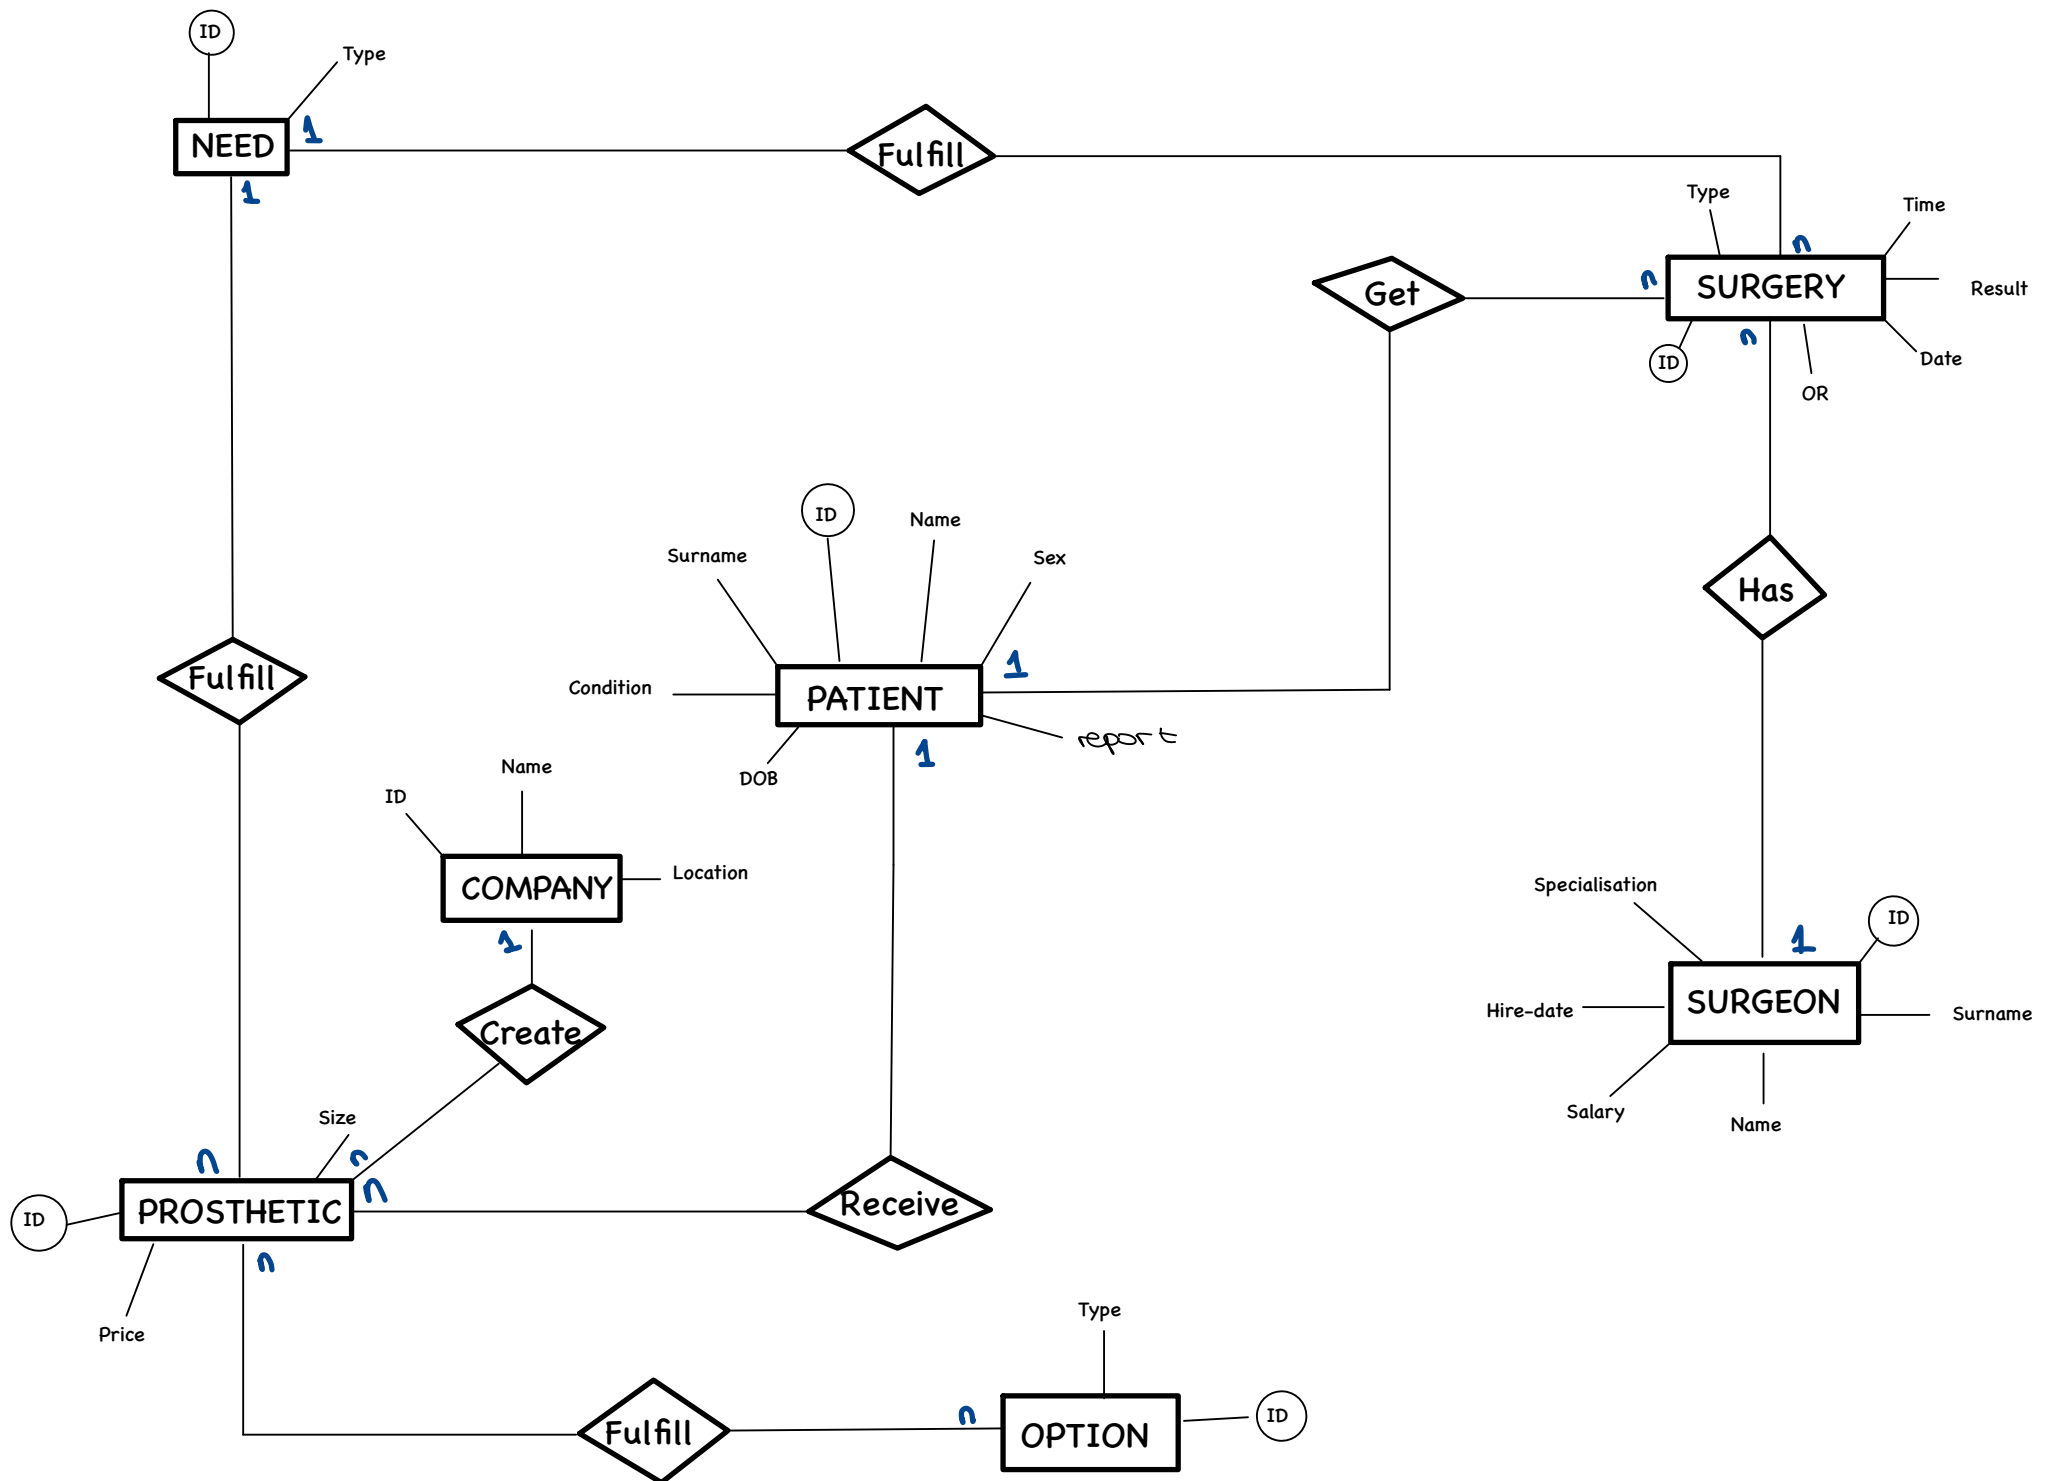 ID
Type
NEED
1
1
Fulfill
Type
Time
n
n
SURGERY
Result
Get
n
ID
Date
OR
ID
Name
Surname
Sex
Has
Fulfill
Condition
PATIENT
1
report
1
DOB
Name
ID
COMPANY
Location
1
Specialisation
ID
1
SURGEON
Hire-date
Surname
Salary
Name
Create
Size
n
n
n
PROSTHETIC
ID
Receive
n
Price
Type
Fulfill
n
OPTION
ID